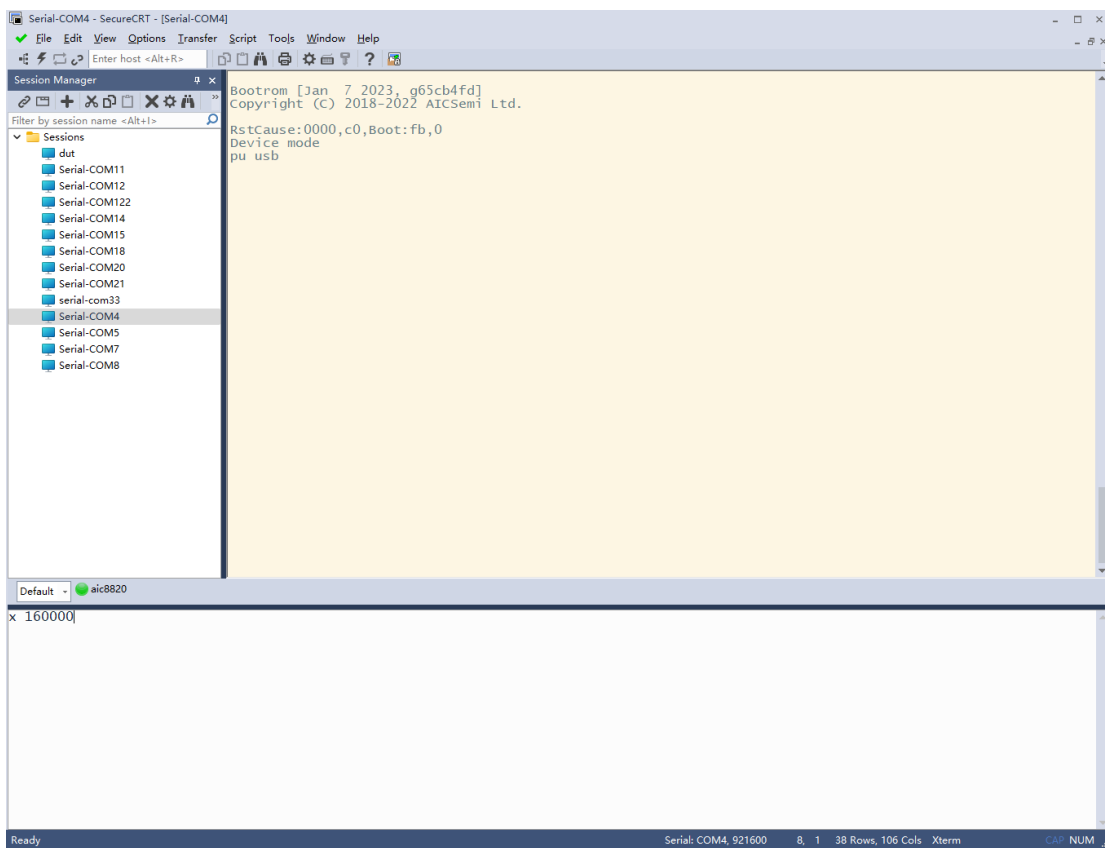 Serial-COM4 - SecureCRT - [Serial-COM4]
File Edit View Options Transfer Script Tools Window Help
Enter host <Alt+R>
Session Manager
Filter by session name <Alt+I>
Sessions
dut
Serial-COM11
Serial-COM12
Serial-COM122
Serial-COM14
Serial-COM15
Serial-COM18
Serial-COM20
Serial-COM21
serial-com33
Serial-COM4
Serial-COM5
Serial-COM7
Serial-COM8
Bootrom [Jan  7 2023, g65cb4fd]
Copyright (C) 2018-2022 AICSemi Ltd.
RstCause:0000,c0,Boot:fb,0
Device mode
pu usb
Default aic8820
x 160000
Ready Serial: COM4, 921600 8, 1 38 Rows, 106 Cols Xterm CAP NUM